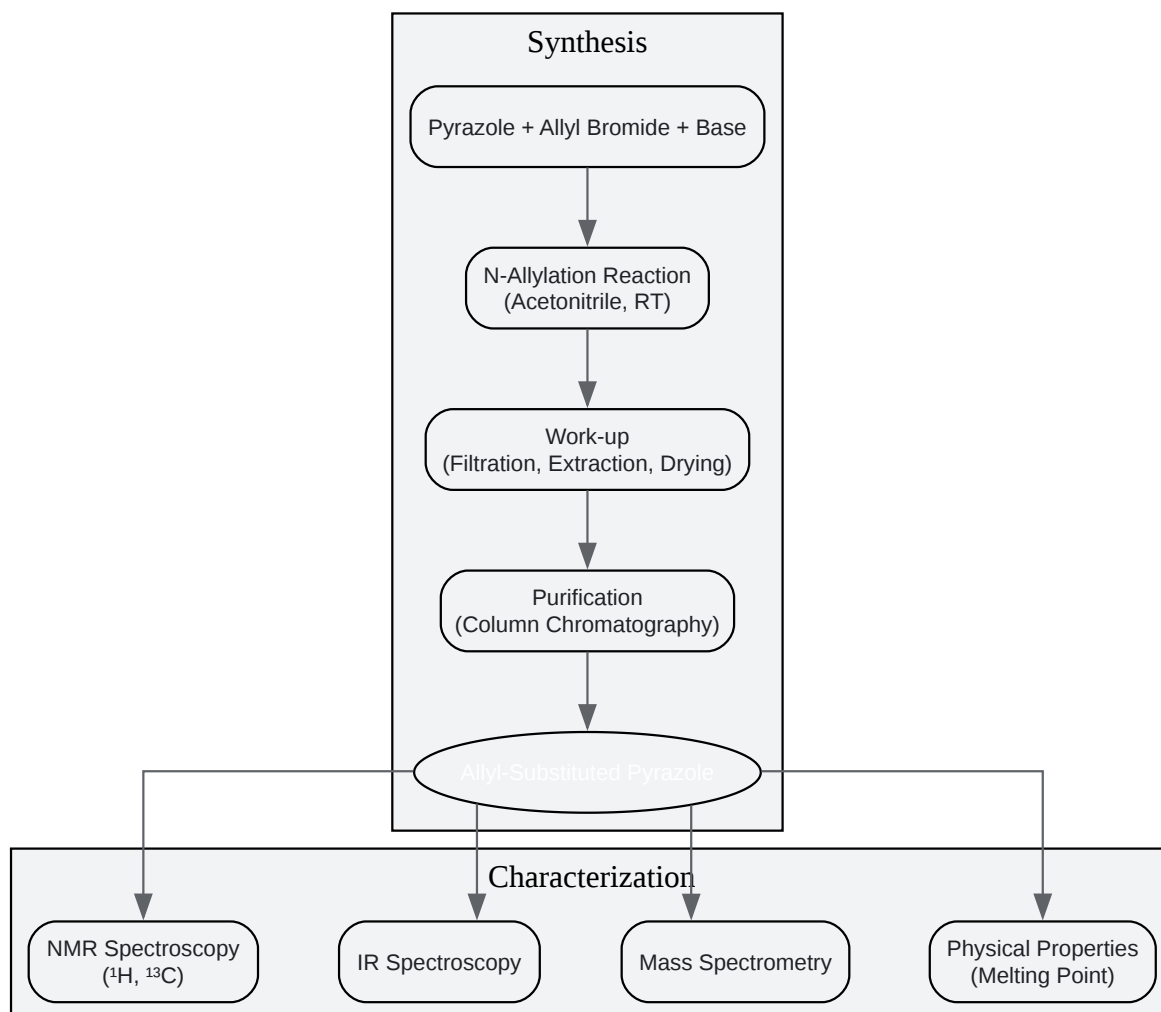 Synthesis
Pyrazole + Allyl Bromide + Base
N-Allylation Reaction
(Acetonitrile, RT)
Work-up
(Filtration, Extraction, Drying)
Purification
(Column Chromatography)
Allyl-Substituted Pyrazole
Characterization
NMR Spectroscopy
(¹H, ¹³C)
IR Spectroscopy
Mass Spectrometry
Physical Properties
(Melting Point)